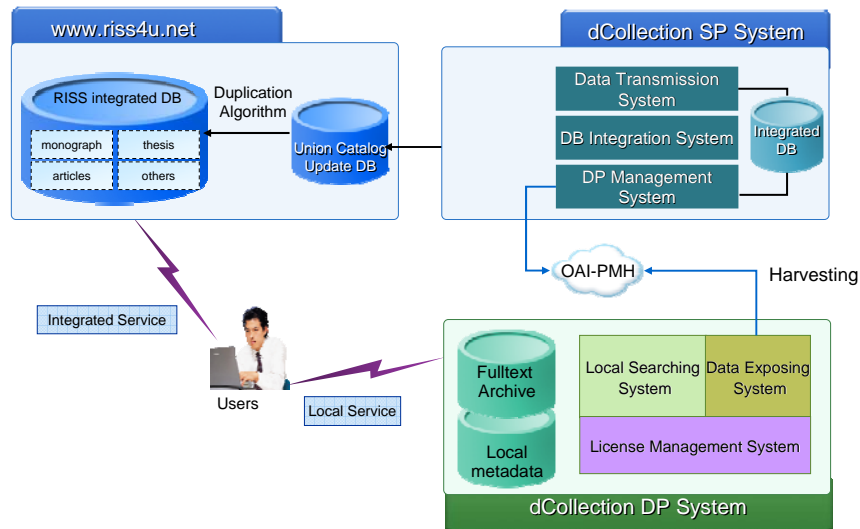 www.riss4u.net
RISS integrated DB
monograph
thesis
articles
others
Duplication
Algorithm
Union Catalog
Update DB
dCollection SP System
Data Transmission
System
DB Integration System
DP Management
System
Integrated
DB
OAI-PMH
Harvesting
Integrated Service
Users
Local Service
Fulltext
Archive
Local
metadata
Local Searching
System
Data Exposing
System
License Management System
dCollection DP System